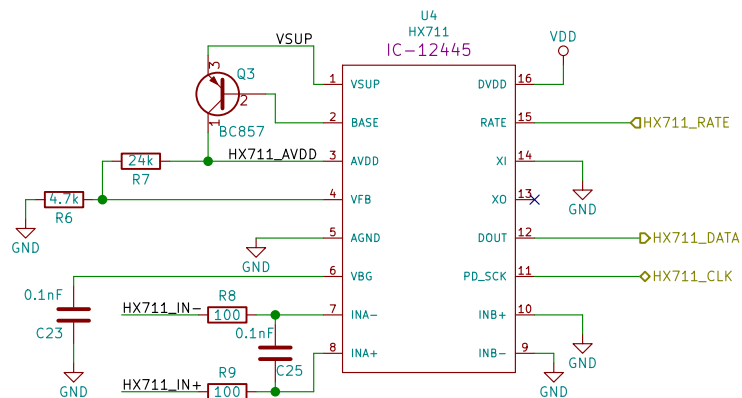 U4
HX711
IC-12445
VSUP
VDD
3
Q3
2
1
BC857
1 VSUP DVDD 16
2 BASE RATE 15 HX711_RATE
HX711_AVDD 3 AVDD XI 14
24k
R7
4.7k
R6
4 VFB XO 13
GND
GND
5 AGND DOUT 12 HX711_DATA
GND
6 VBG PD_SCK 11 HX711_CLK
0.1nF
C23
R8
HX711_IN- 100 7 INA- INB+ 10
0.1nF
8 INA+ INB- 9
GND
C25
R9
GND
GND
HX711_IN+ 100